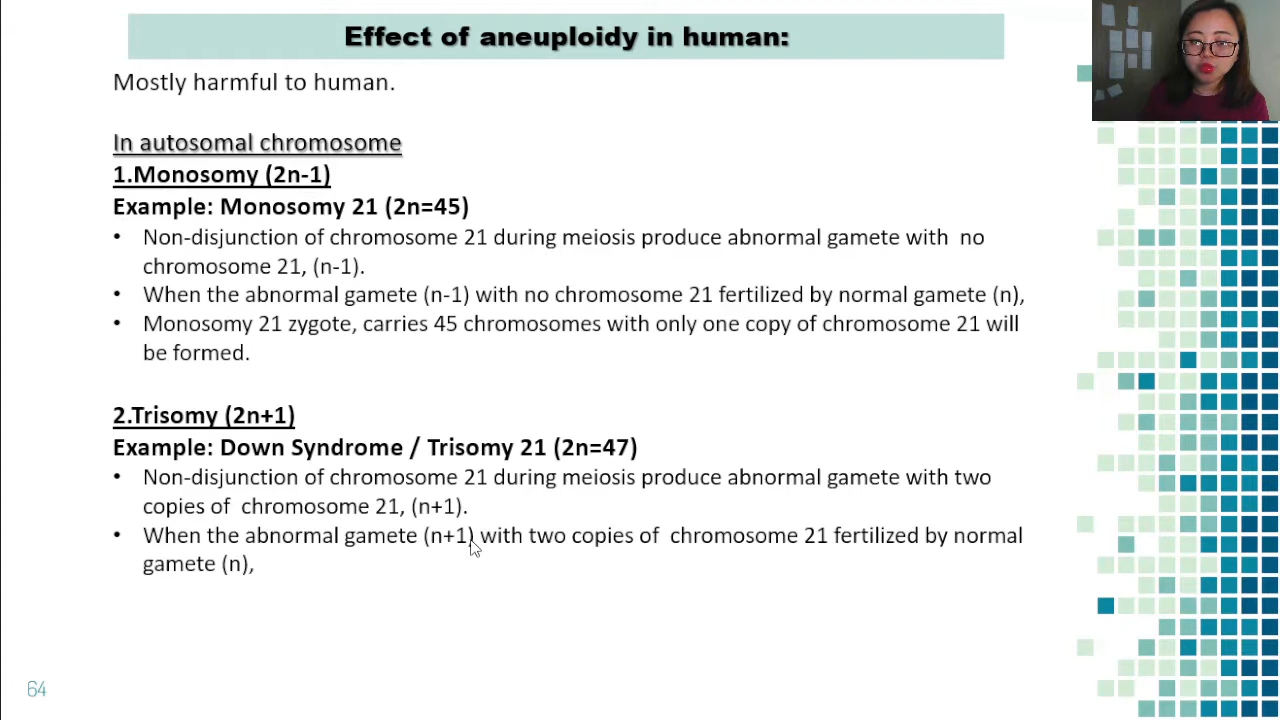 Effect of aneuploidy in human:
Mostly harmful to human.
In autosomal chromosome
1.Monosomy (2n-1)
Example: Monosomy 21 (2n=45)
• Non-disjunction of chromosome 21 during meiosis produce abnormal gamete with no
chromosome 21, (n-1).
• When the abnormal gamete (n-1) with no chromosome 21 fertilized by normal gamete (n),
• Monosomy 21 zygote, carries 45 chromosomes with only one copy of chromosome 21 will
be formed.
2.Trisomy (2n+1)
Example: Down Syndrome / Trisomy 21 (2n=47)
• Non-disjunction of chromosome 21 during meiosis produce abnormal gamete with two
copies of chromosome 21, (n+1).
• When the abnormal gamete (n+1) with two copies of chromosome 21 fertilized by normal
gamete (n),
64